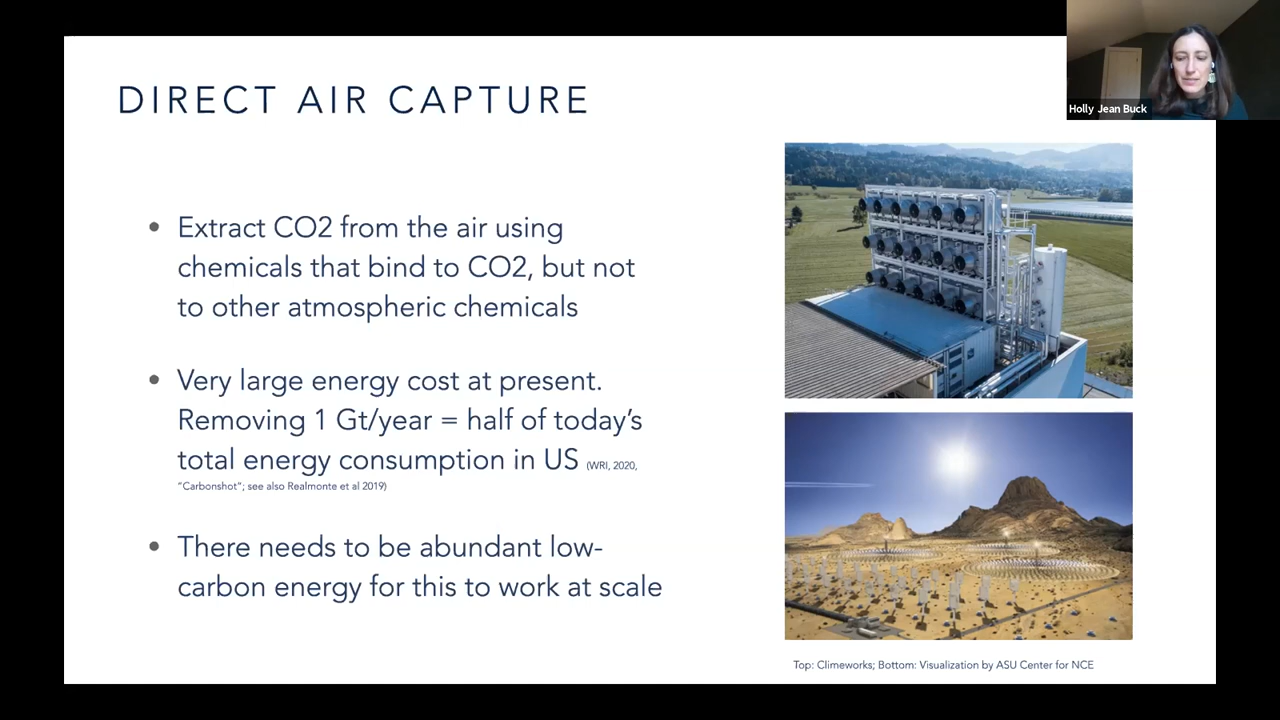 DIRECT AIR CAPTURE
Holly Jean Buck
• Extract CO2 from the air using
chemicals that bind to CO2, but not
to other atmospheric chemicals
• Very large energy cost at present.
Removing 1 Gt/year = half of today’s
total energy consumption in US (WRI, 2020,
“Carbonshot”; see also Realmonte et al 2019)
• There needs to be abundant low-
carbon energy for this to work at scale
Top: Climeworks; Bottom: Visualization by ASU Center for NCE